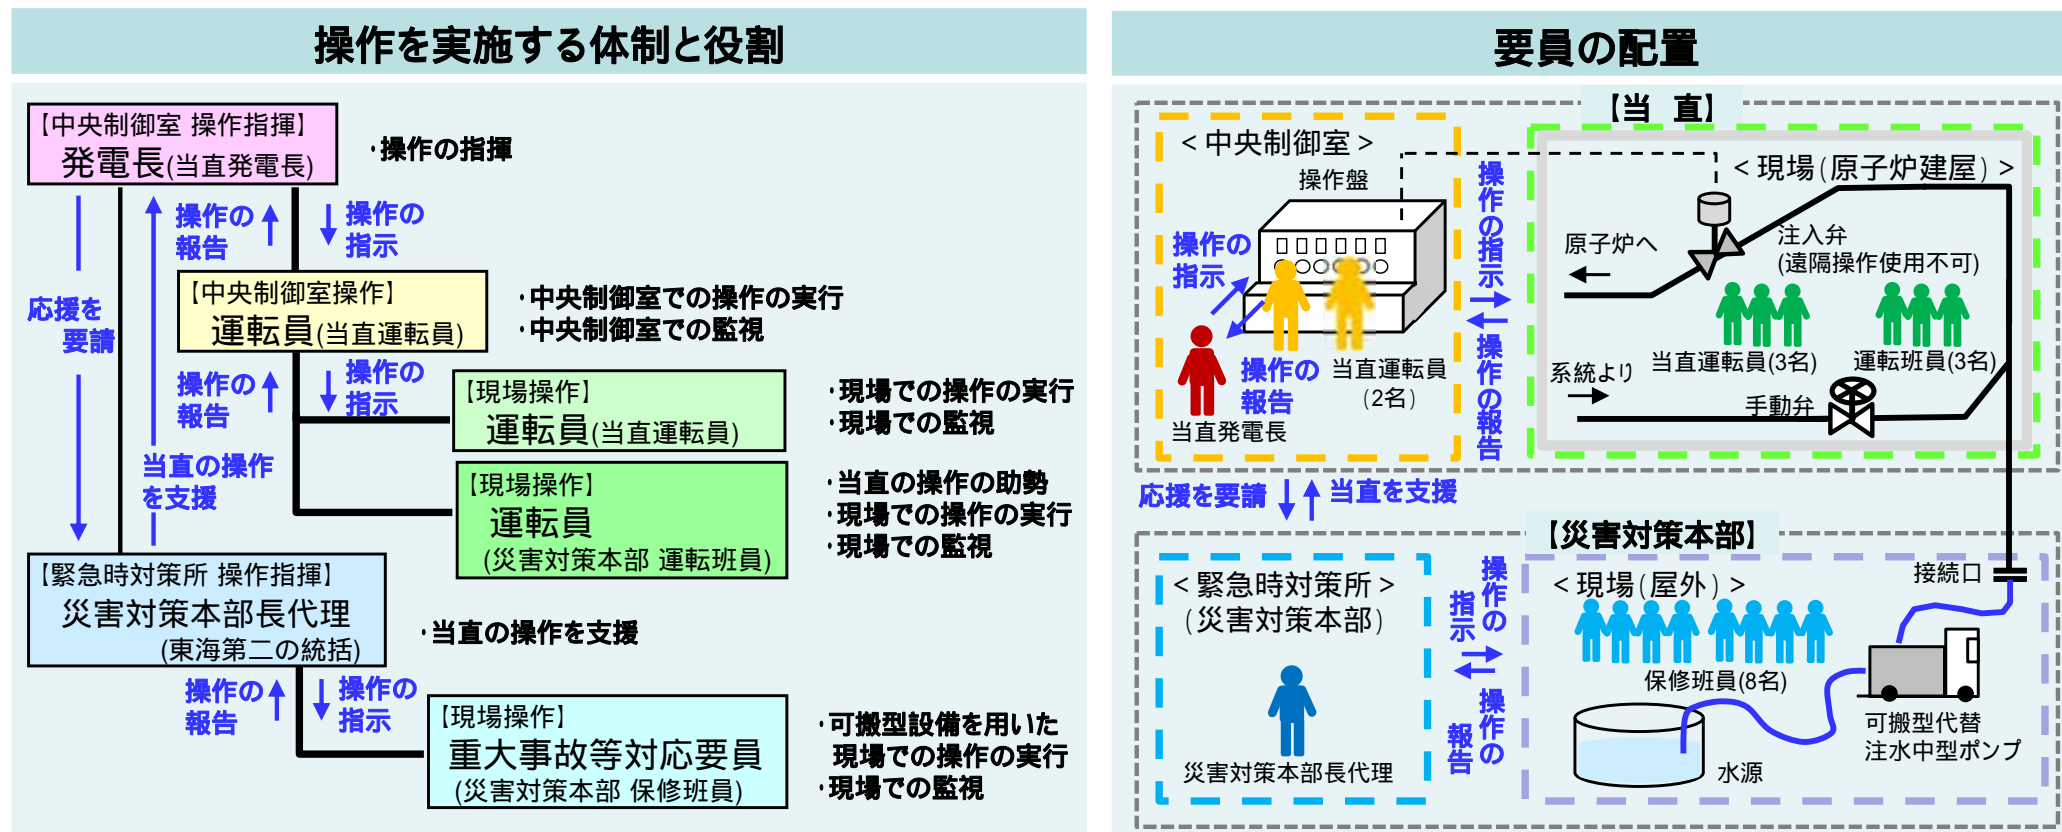 操作を実施する体制と役割
【中央制御室 操作指揮】
発電長(当直発電長)
・操作の指揮
操作の
報告
操作の
指示
応援を
要請
【中央制御室操作】
運転員(当直運転員)
・中央制御室での操作の実行
・中央制御室での監視
操作の
報告
操作の
指示
【現場操作】
運転員(当直運転員)
・現場での操作の実行
・現場での監視
当直の操作
を支援
【現場操作】
運転員
(災害対策本部 運転班員)
・当直の操作の助勢
・現場での操作の実行
・現場での監視
【緊急時対策所 操作指揮】
災害対策本部長代理
(東海第二の統括)
・当直の操作を支援
操作の
報告
操作の
指示
【現場操作】
重大事故等対応要員
(災害対策本部 保修班員)
・可搬型設備を用いた
現場での操作の実行
・現場での監視
要員の配置
【当 直】
<中央制御室>
操作盤
操作の
指示
操作の
報告
当直運転員
(2名)
当直発電長
操作の指示
操作の報告
<現場(原子炉建屋)>
原子炉へ
注入弁
(遠隔操作使用不可)
当直運転員(3名)
運転班員(3名)
系統より
手動弁
応援を要請
当直を支援
【災害対策本部】
<緊急時対策所>
(災害対策本部)
災害対策本部長代理
操作の
指示
操作の
報告
<現場(屋外)>
接続口
保修班員(8名)
水源
可搬型代替
注水中型ポンプ